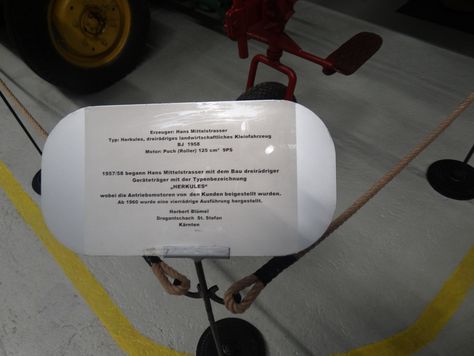 Erzeuger: Hans Mittelstrasser
Typ: Herkules, dreirädriges landwirtschaftliches Kleinfahrzeug
BJ 1958
Motor: Puch (Roller) 125 cm³ 9PS
1957/58 begann Hans Mittelstrasser mit dem Bau dreirädriger
Geräteträger mit der Typenbezeichnung
„HERKULES“
wobei die Antriebsmotoren von den Kunden beigestellt wurden.
Ab 1960 wurde eine vierrädrige Ausführung hergestellt.
Herbert Blümel
Dragantschach St. Stefan
Kärnten